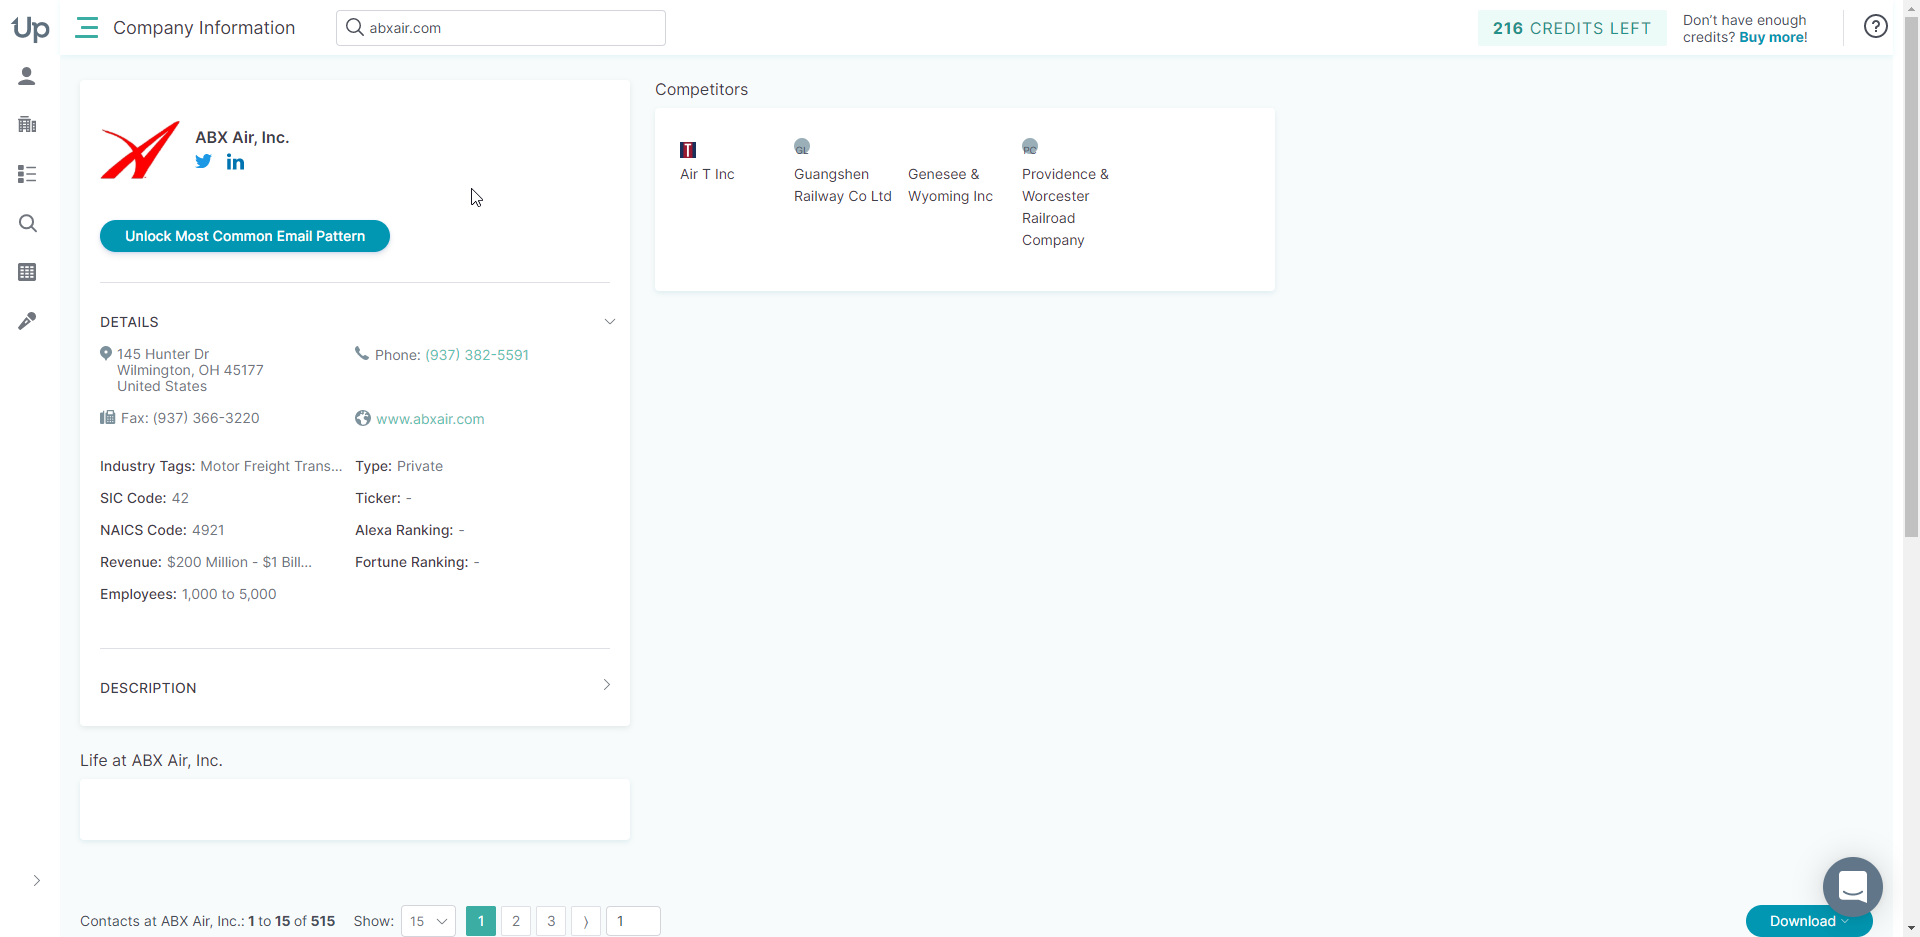 Up
Company Information
abxair.com
216 CREDITS LEFT
Don't have enough
credits? Buy more!
?
ABX Air, Inc.
in
Unlock Most Common Email Pattern
DETAILS
145 Hunter Dr
Wilmington, OH 45177
United States
Phone: (937) 382-5591
Fax: (937) 366-3220
www.abxair.com
Industry Tags: Motor Freight Trans...
Type: Private
SIC Code: 42
Ticker: -
NAICS Code: 4921
Alexa Ranking: -
Revenue: $200 Million - $1 Bill...
Fortune Ranking: -
Employees: 1,000 to 5,000
DESCRIPTION
Life at ABX Air, Inc.
Competitors
T
Air T Inc
GL
Guangshen
Railway Co Ltd
Genesee &
Wyoming Inc
PC
Providence &
Worcester
Railroad
Company
Contacts at ABX Air, Inc.: 1 to 15 of 515
Show: 15
1 2 3 ⟩ 1
Download